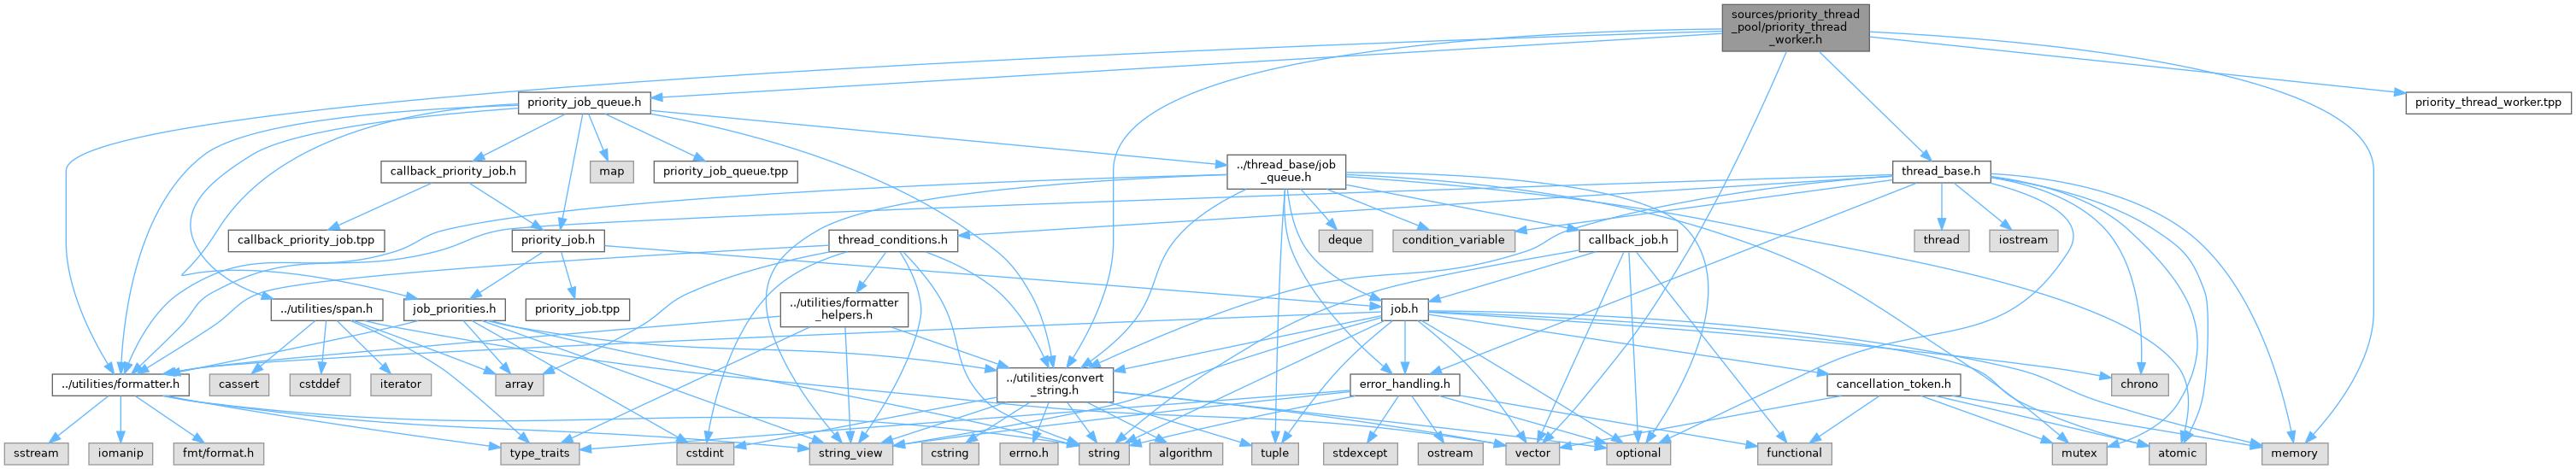 sources/priority_thread
_pool/priority_thread
_worker.h
priority_job_queue.h
priority_thread_worker.tpp
callback_priority_job.h
map
priority_job_queue.tpp
../thread_base/job
_queue.h
thread_base.h
callback_priority_job.tpp
priority_job.h
thread_conditions.h
deque
condition_variable
callback_job.h
thread
iostream
../utilities/span.h
job_priorities.h
priority_job.tpp
../utilities/formatter
_helpers.h
job.h
../utilities/formatter.h
cassert
cstddef
iterator
array
../utilities/convert
_string.h
error_handling.h
cancellation_token.h
chrono
sstream
iomanip
fmt/format.h
type_traits
cstdint
string_view
cstring
errno.h
string
algorithm
tuple
stdexcept
ostream
vector
optional
functional
mutex
atomic
memory